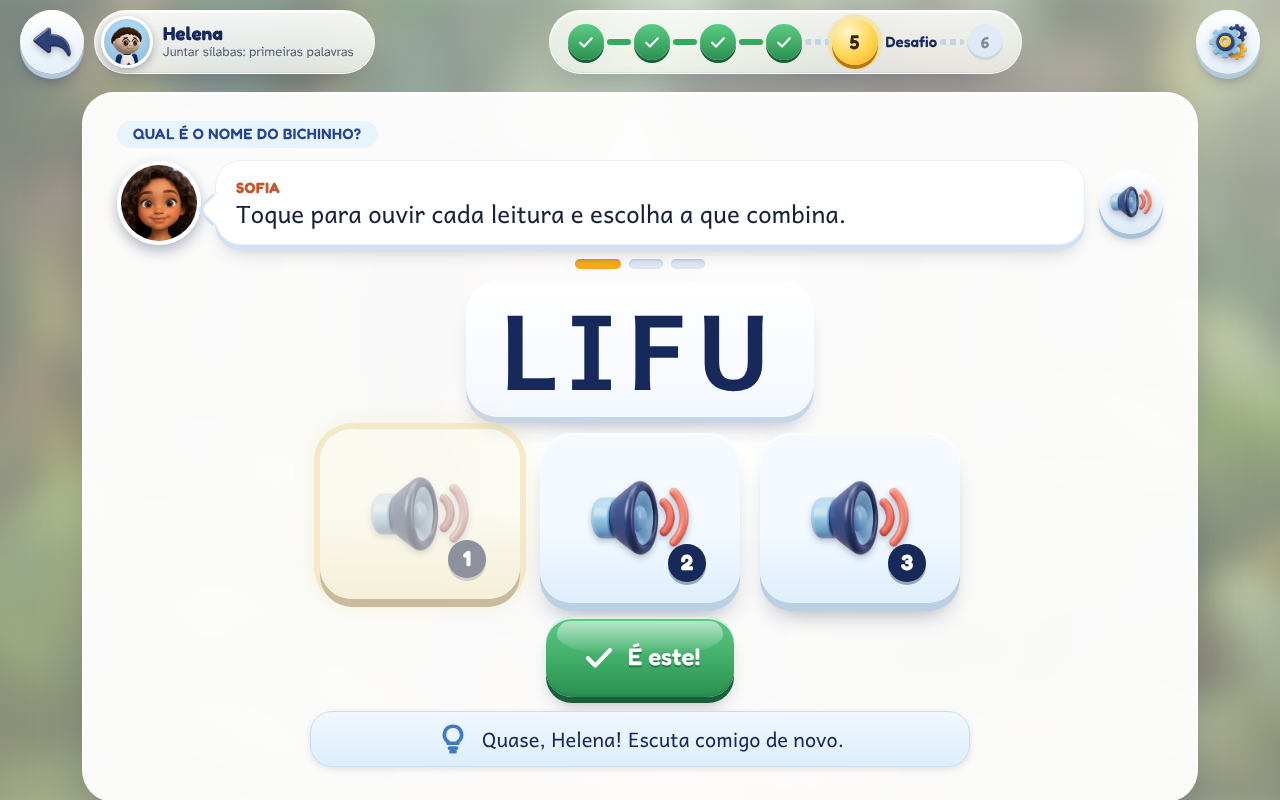 Helena
Juntar sílabas: primeiras palavras
5
Desafio
6
QUAL É O NOME DO BICHINHO?
SOFIA
Toque para ouvir cada leitura e escolha a que combina.
LIFU
1
2
3
É este!
Quase, Helena! Escuta comigo de novo.